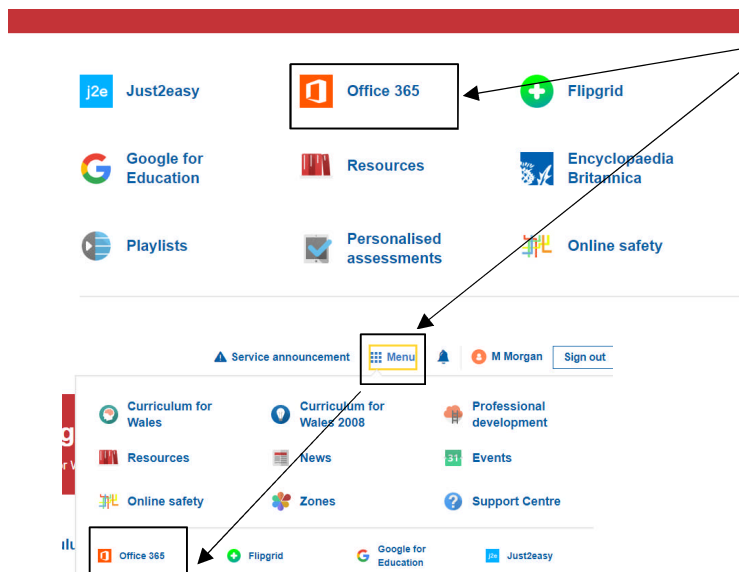 j2e Just2easy
Office 365
Flipgrid
Google for
Education
Resources
Encyclopaedia
Britannica
Playlists
Personalised
assessments
Online safety
Service announcement
Menu
M Morgan
Sign out
Curriculum for
Wales
Curriculum for
Wales 2008
Professional
development
Resources
News
31 Events
Online safety
Zones
? Support Centre
Office 365
Flipgrid
Google for
Education
j2e Just2easy